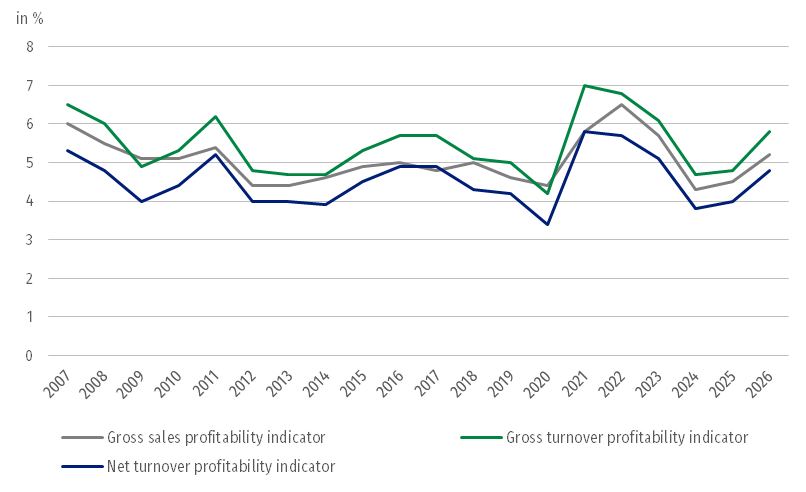 in %
8
7
6
5
4
3
2
1
0
2007 2008 2009 2010 2011 2012 2013 2014 2015 2016 2017 2018 2019 2020 2021 2022 2023 2024 2025 2026
Gross sales profitability indicator Gross turnover profitability indicator
Net turnover profitability indicator